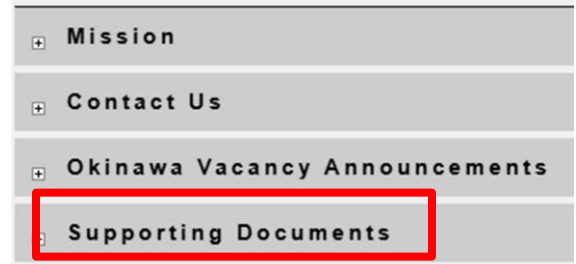 Mission
Contact Us
Okinawa Vacancy Announcements
Supporting Documents